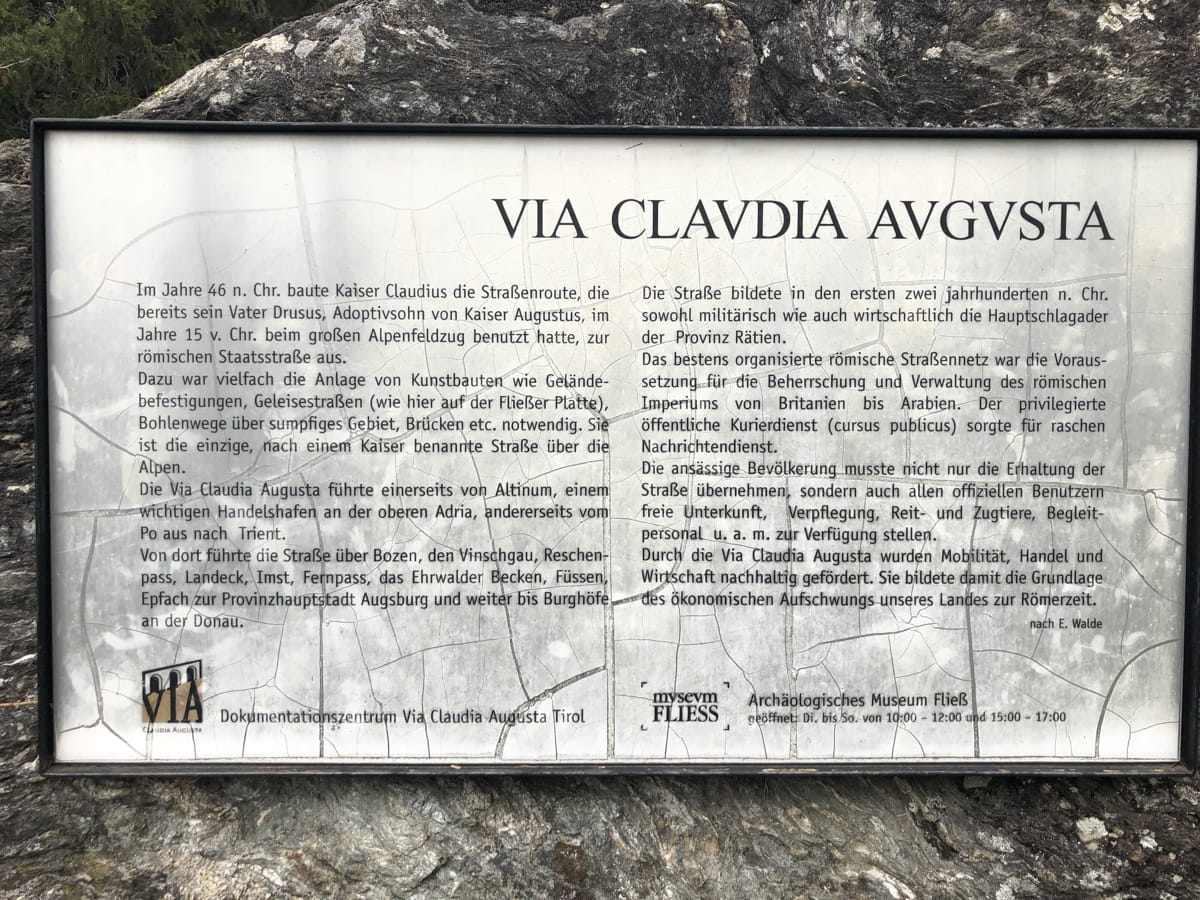 VIA CLAVDIA AVGVSTA
Im Jahre 46 n. Chr. baute Kaiser Claudius die Straßenroute, die
bereits sein Vater Drusus, Adoptivsohn von Kaiser Augustus, im
Jahre 15 v. Chr. beim großen Alpenfeldzug benutzt hatte, zur
römischen Staatsstraße aus.
Dazu war vielfach die Anlage von Kunstbauten wie Gelände-
befestigungen, Geleisestraßen (wie hier auf der Fließer Platte),
Bohlenwege über sumpfiges Gebiet, Brücken etc. notwendig. Sie
ist die einzige, nach einem Kaiser benannte Straße über die
Alpen.
Die Via Claudia Augusta führte einerseits von Altinum, einem
wichtigen Handelshafen an der oberen Adria, andererseits vom
Po aus nach Trient.
Von dort führte die Straße über Bozen, den Vinschgau, Reschen-
pass, Landeck, Imst, Fernpass, das Ehrwalder Becken, Füssen,
Epfach zur Provinzhauptstadt Augsburg und weiter bis Burghöfe
an der Donau.
Die Straße bildete in den ersten zwei jahrhunderten n. Chr.
sowohl militärisch wie auch wirtschaftlich die Hauptschlagader
der Provinz Rätien.
Das bestens organisierte römische Straßennetz war die Voraus-
setzung für die Beherrschung und Verwaltung des römischen
Imperiums von Britanien bis Arabien. Der privilegierte
öffentliche Kurierdienst (cursus publicus) sorgte für raschen
Nachrichtendienst.
Die ansässige Bevölkerung musste nicht nur die Erhaltung der
Straße übernehmen, sondern auch allen offiziellen Benutzern
freie Unterkunft, Verpflegung, Reit- und Zugtiere, Begleit-
personal u. a. m. zur Verfügung stellen.
Durch die Via Claudia Augusta wurden Mobilität, Handel und
Wirtschaft nachhaltig gefördert. Sie bildete damit die Grundlage
des ökonomischen Aufschwungs unseres Landes zur Römerzeit.
nach E. Walde
VIA
CLAUDIA AUGUSTA
Dokumentationszentrum Via Claudia Augusta Tirol
mvsevm
FLIESS
Archäologisches Museum Fließ
geöffnet: Di. bis So. von 10:00 - 12:00 und 15:00 - 17:00